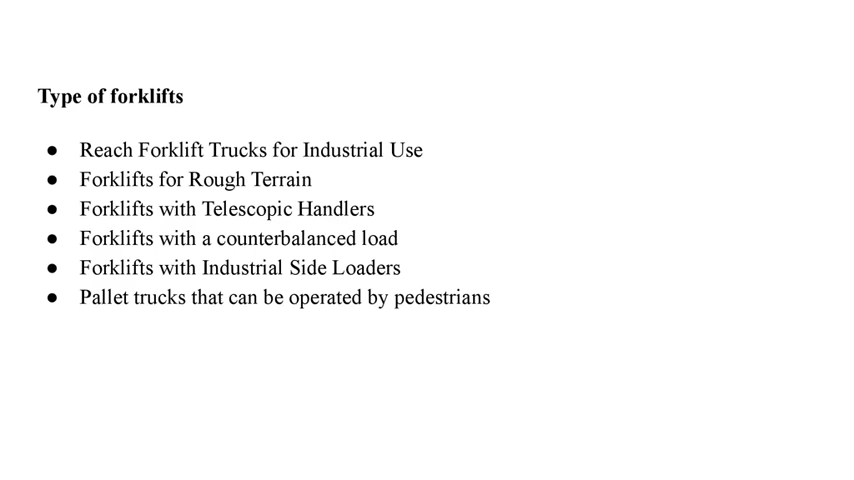 Type of forklifts
● Reach Forklift Trucks for Industrial Use
● Forklifts for Rough Terrain
● Forklifts with Telescopic Handlers
● Forklifts with a counterbalanced load
● Forklifts with Industrial Side Loaders
● Pallet trucks that can be operated by pedestrians